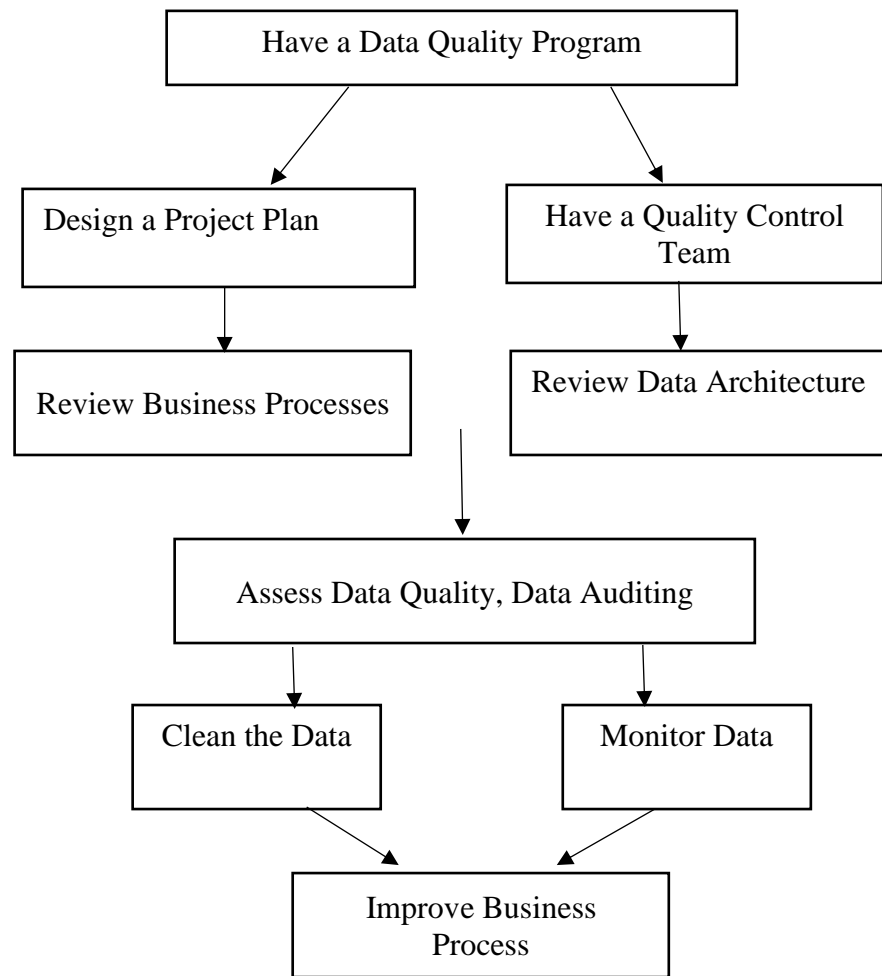 Have a Data Quality Program
Design a Project Plan
Have a Quality Control
Team
Review Business Processes
Review Data Architecture
Assess Data Quality, Data Auditing
Clean the Data
Monitor Data
Improve Business
Process